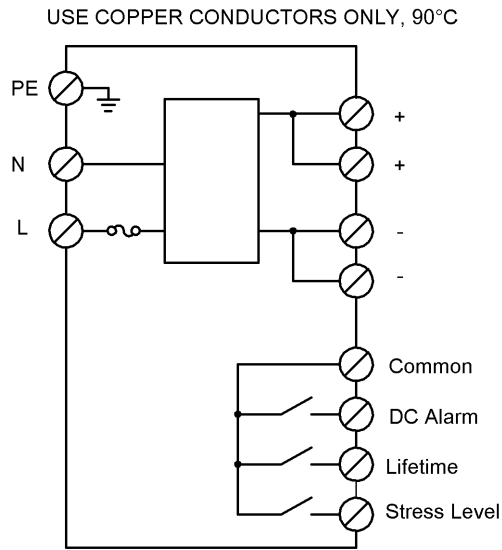 USE COPPER CONDUCTORS ONLY, 90°C
PE
+
N
+
L
-
-
Common
DC Alarm
Lifetime
Stress Level